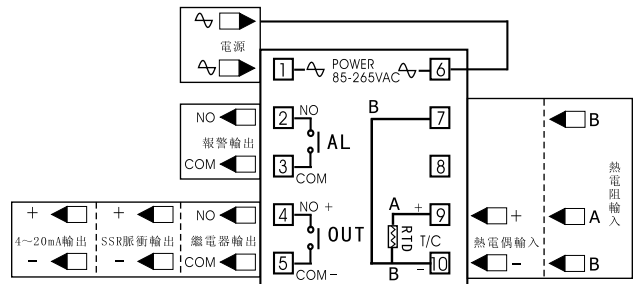 電源
1 POWER 6
85-265VAC
NO 2 NO B 7 B
報警輸出 AL
COM 3 COM 8
熱電阻輸入
+ + NO 4 NO + A + 9 + A
4~20mA輸出 SSR脈衝輸出 繼電器輸出 OUT RTD T/C 熱電偶輸入
- - COM 5 COM- B - 10 - B